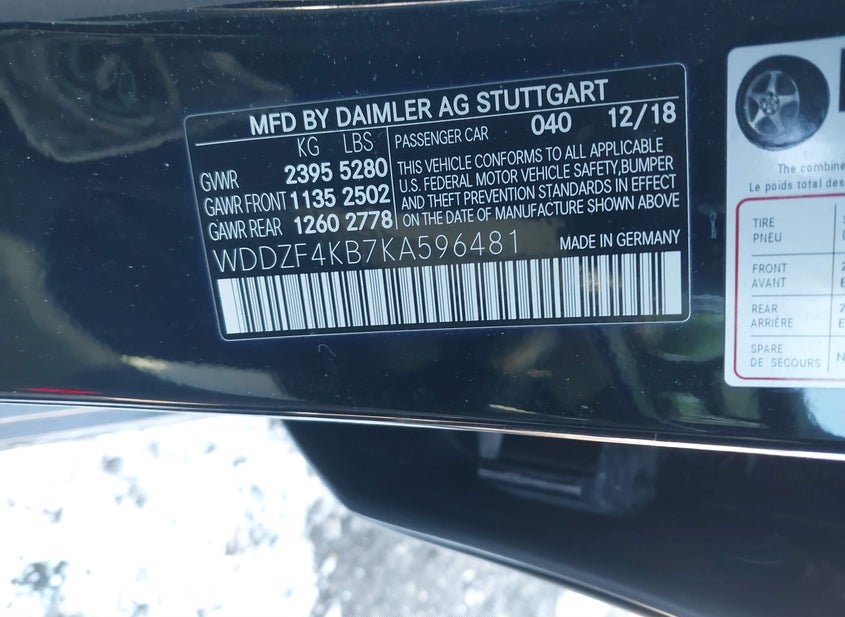 MFD BY DAIMLER AG STUTTGART
KG LBS
GVWR 2395 5280
GAWR FRONT 1135 2502
GAWR REAR 1260 2778
PASSENGER CAR 040 12/18
THIS VEHICLE CONFORMS TO ALL APPLICABLE
U.S. FEDERAL MOTOR VEHICLE SAFETY,BUMPER
AND THEFT PREVENTION STANDARDS IN EFFECT
ON THE DATE OF MANUFACTURE SHOWN ABOVE
WDDZF4KB7KA596481
MADE IN GERMANY
The combine
Le poids total des
TIRE
PNEU
FRONT
AVANT
REAR
ARRIÈRE
SPARE
DE SECOURS